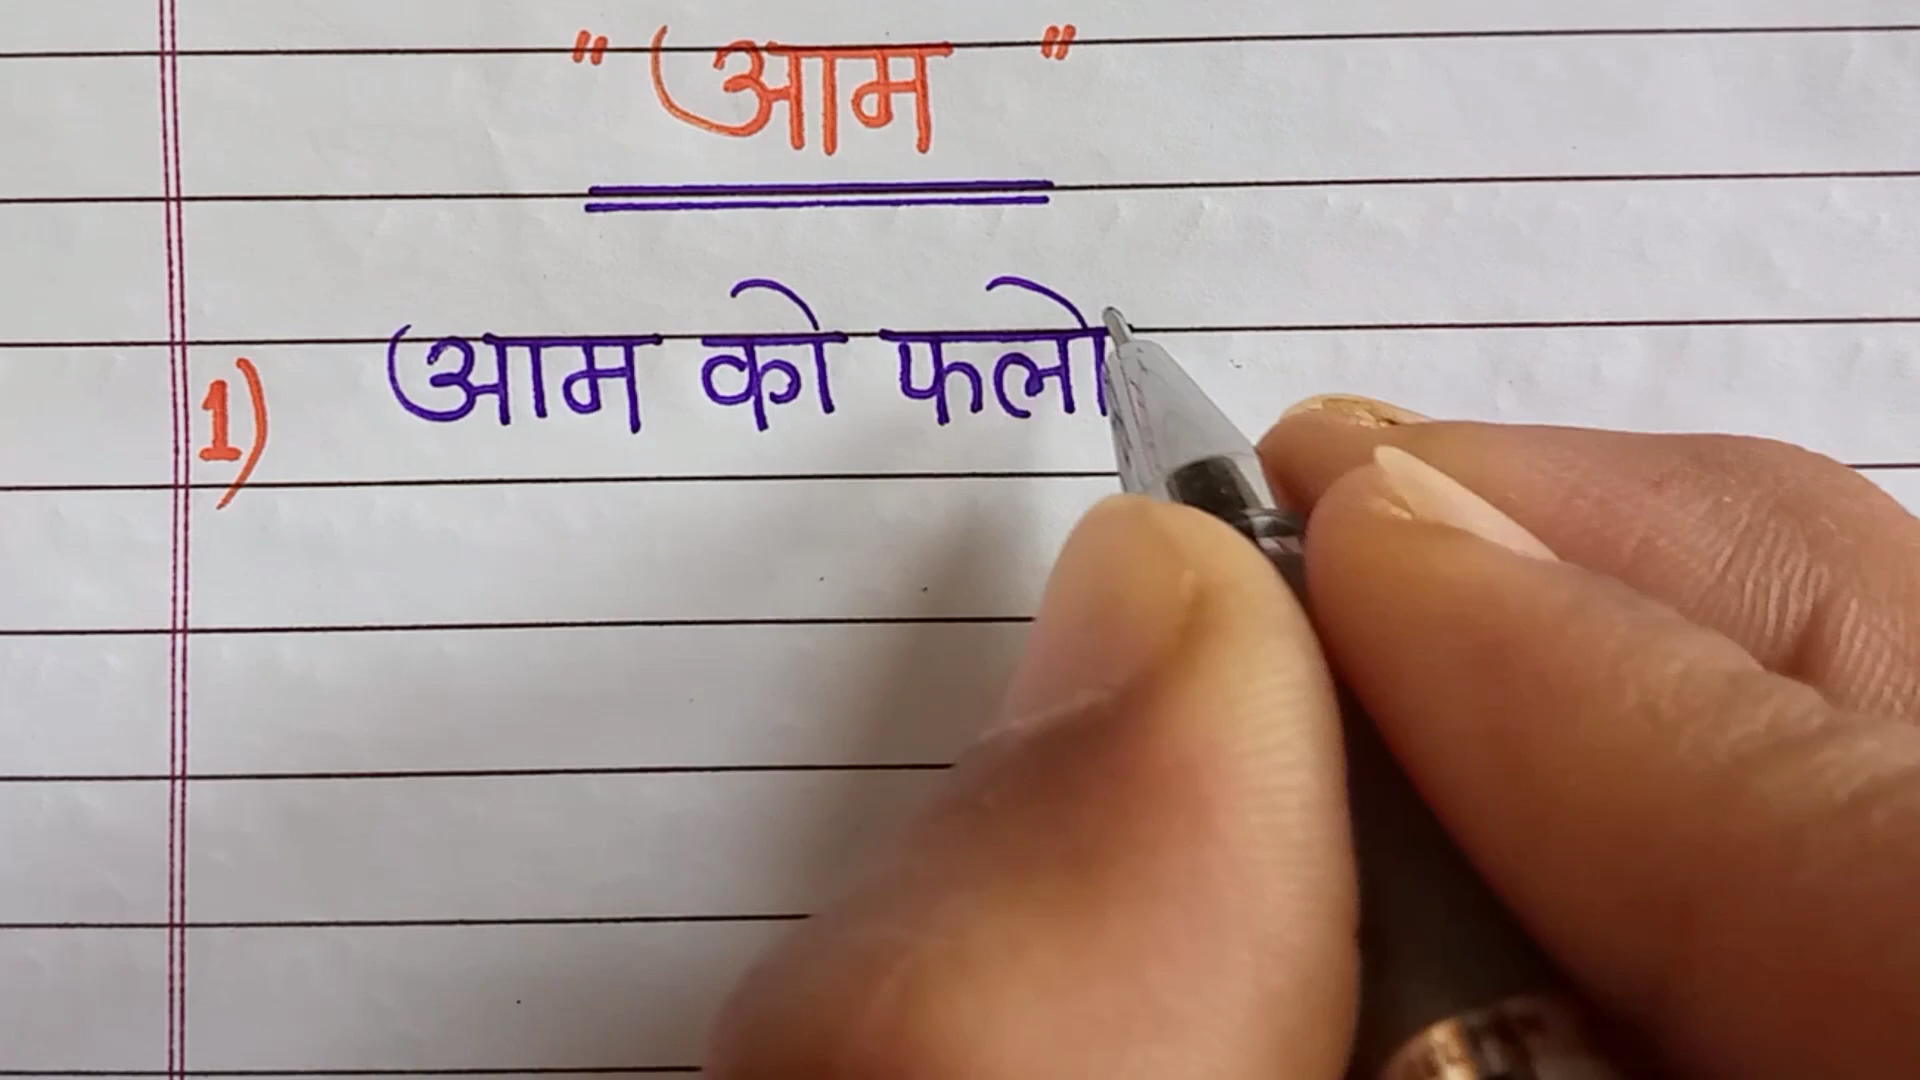 " आम "
1) आम को फलो